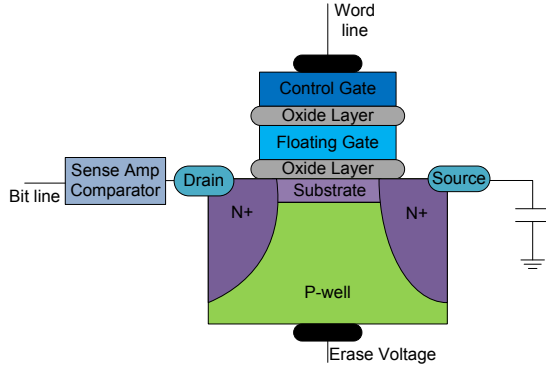 Word
line
Control Gate
Oxide Layer
Floating Gate
Oxide Layer
Sense Amp
Comparator
Bit line
Drain
Substrate
Source
N+
N+
P-well
Erase Voltage